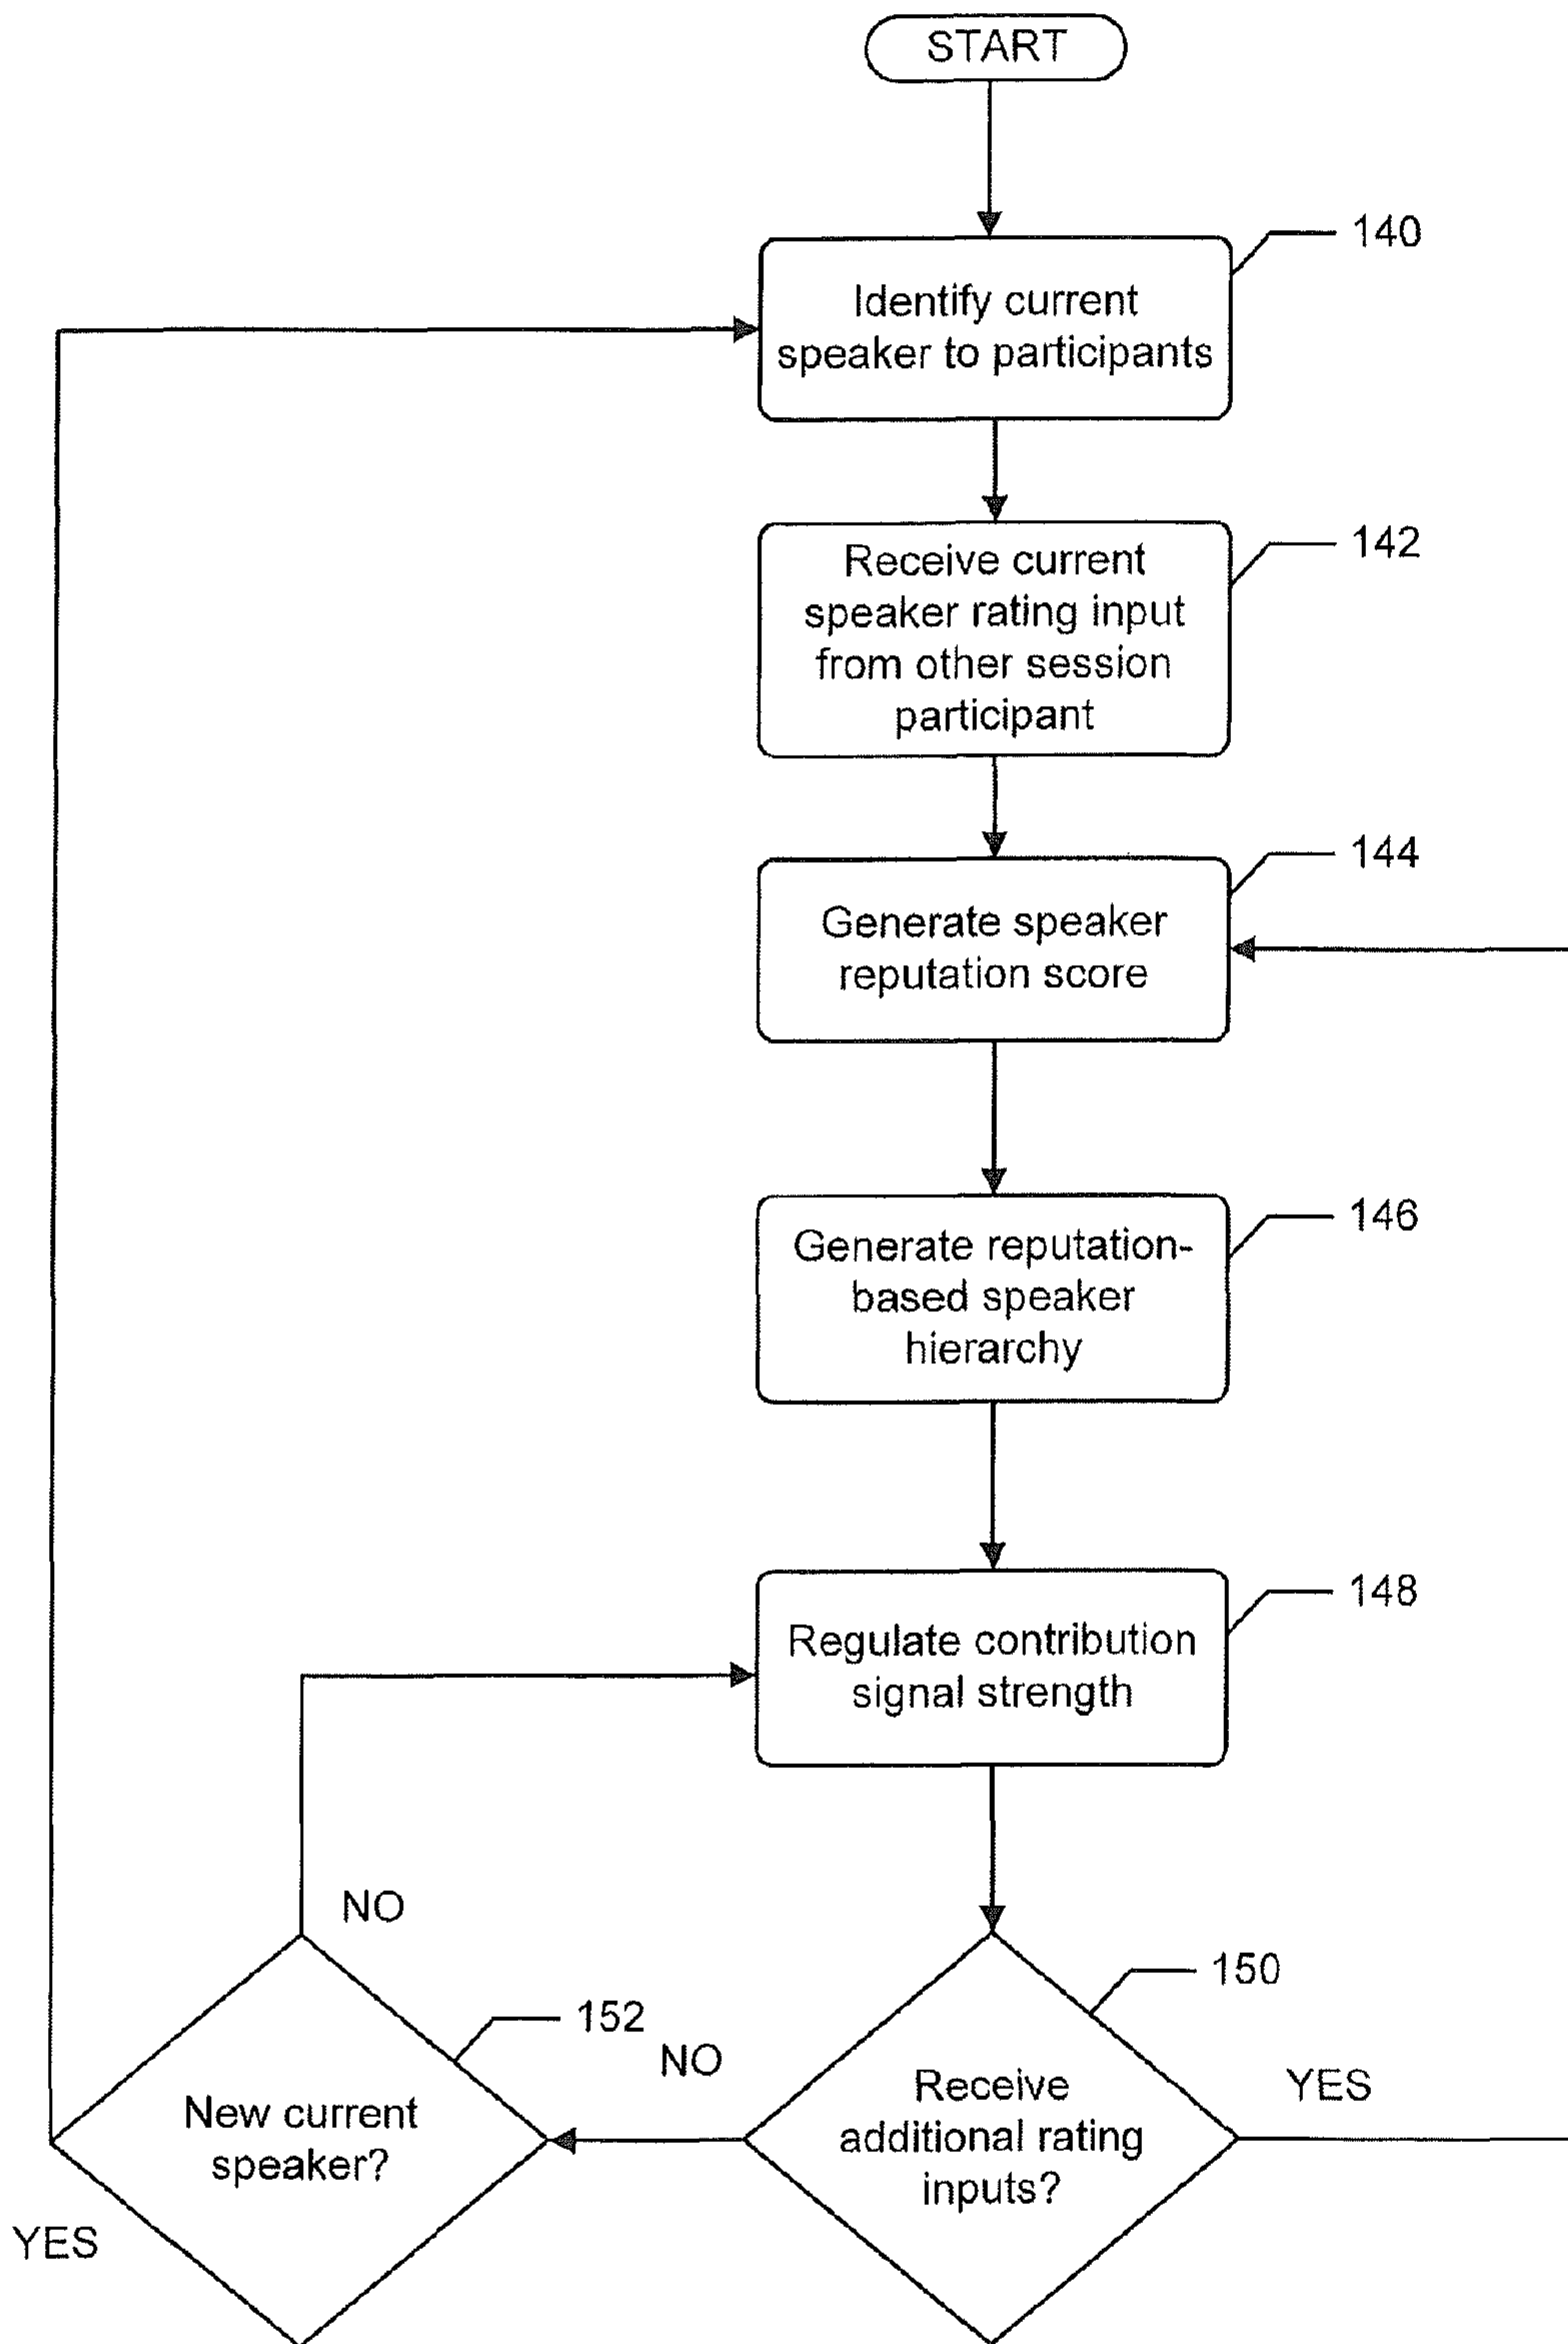 START
140
Identify current
speaker to participants
142
Receive current
speaker rating input
from other session
participant
144
Generate speaker
reputation score
146
Generate reputation-
based speaker
hierarchy
148
Regulate contribution
signal strength
NO
150
152
NO
Receive
additional rating
inputs?
YES
New current
speaker?
YES